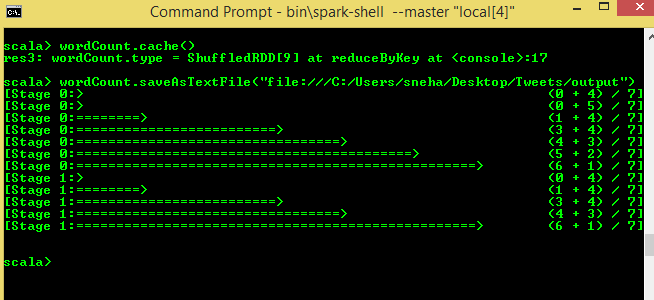 Command Prompt - bin\spark-shell --master "local[4]"
scala> wordCount.cache()
res3: wordCount.type = ShuffledRDD[9] at reduceByKey at <console>:17
scala> wordCount.saveAsTextFile("file:///C:/Users/sneha/Desktop/Tweets/output")
[Stage 0:> (0 + 4) / 7]
[Stage 0:> (0 + 5) / 7]
[Stage 0:========> (1 + 4) / 7]
[Stage 0:=========================> (3 + 4) / 7]
[Stage 0:=================================> (4 + 3) / 7]
[Stage 0:==========================================> (5 + 2) / 7]
[Stage 0:==================================================> (6 + 1) / 7]
[Stage 1:> (0 + 4) / 7]
[Stage 1:========> (1 + 4) / 7]
[Stage 1:=========================> (3 + 4) / 7]
[Stage 1:=================================> (4 + 3) / 7]
[Stage 1:==================================================> (6 + 1) / 7]
scala>